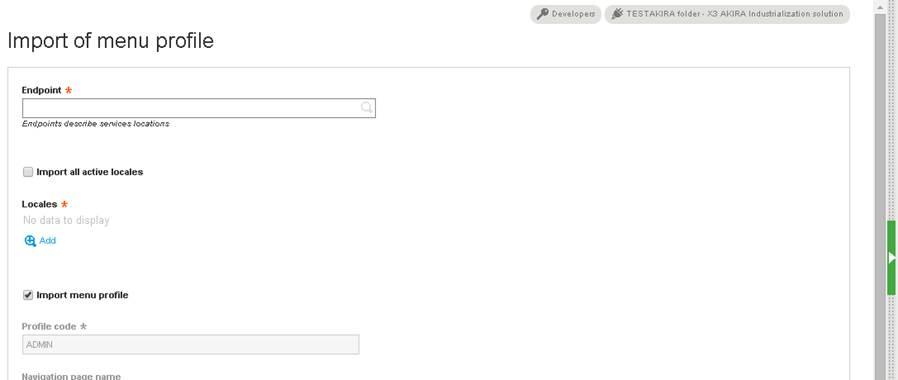 Developers
TESTAKIRA folder - X3 AKIRA Industrialization solution
Import of menu profile
Endpoint *
Endpoints describe services locations
Import all active locales
Locales *
No data to display
Add
Import menu profile
Profile code *
ADMIN
Navigation page name